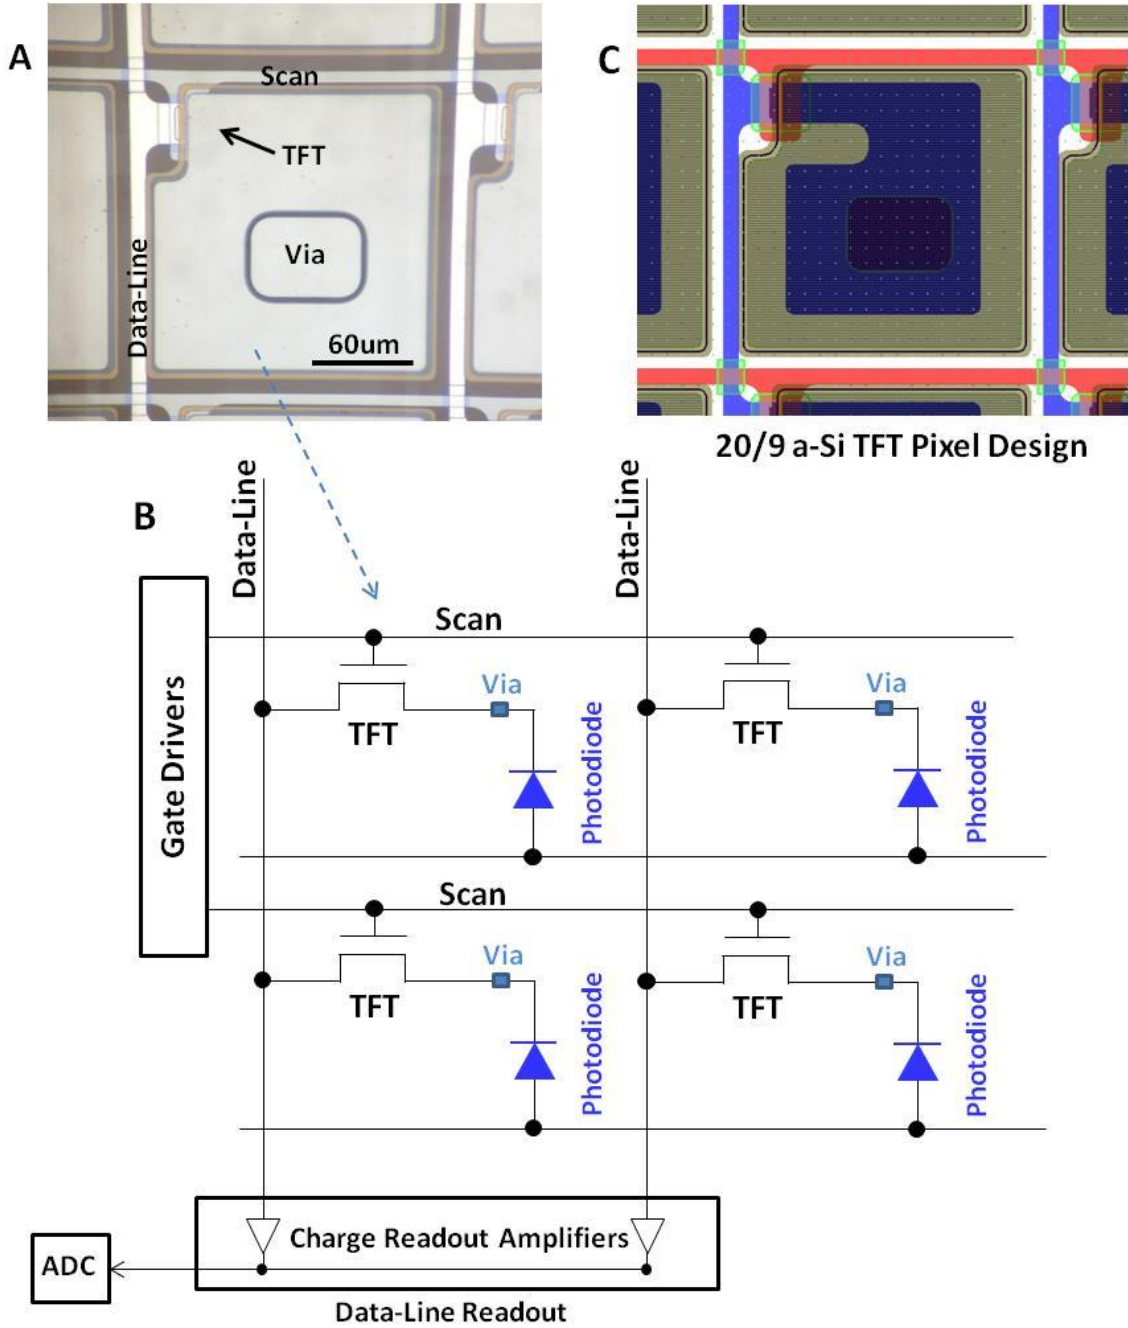 A
Scan
TFT
Via
Data-Line
60um
C
20/9 a-Si TFT Pixel Design
B
Data-Line
Data-Line
Gate Drivers
Scan
Via
Via
TFT
TFT
Photodiode
Photodiode
Scan
Via
Via
TFT
TFT
Photodiode
Photodiode
Charge Readout Amplifiers
ADC
Data-Line Readout